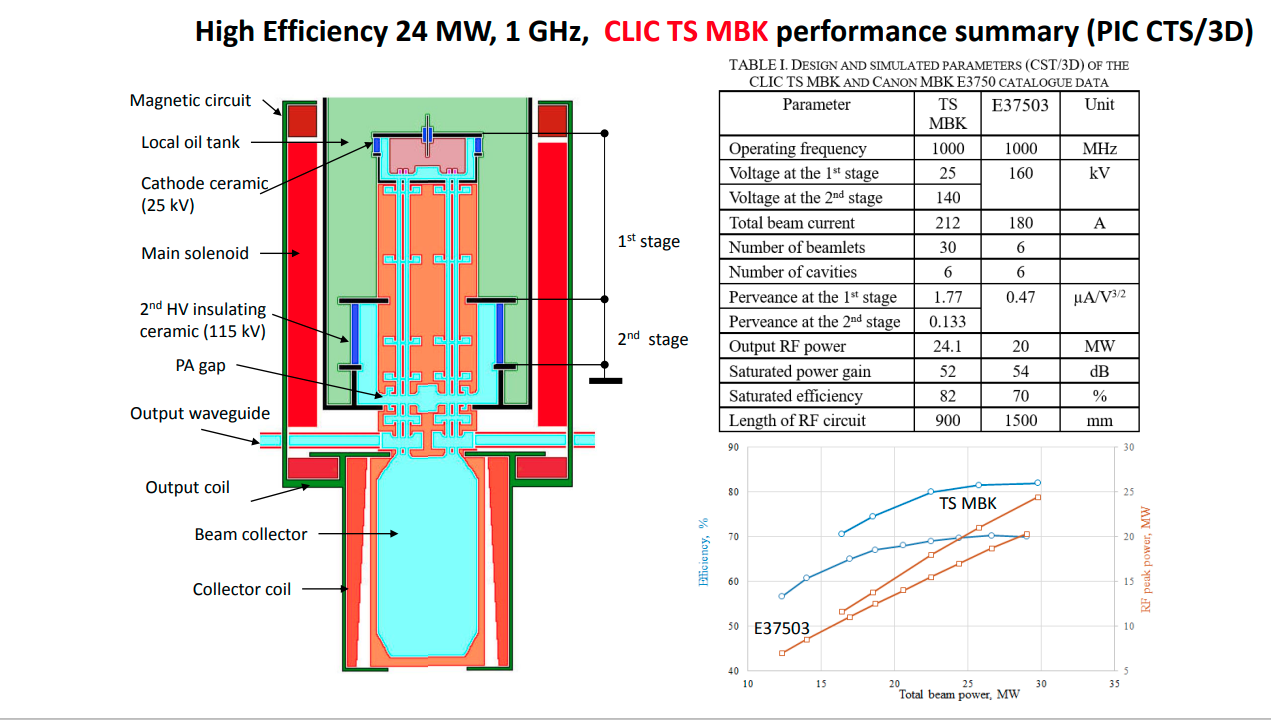 High Efficiency 24 MW, 1 GHz, CLIC TS MBK performance summary (PIC CTS/3D)
Magnetic circuit
Local oil tank
Cathode ceramic
(25 kV)
Main solenoid
2nd HV insulating
ceramic (115 kV)
PA gap
Output waveguide
Output coil
Beam collector
Collector coil
1st stage
2nd stage
TABLE I. DESIGN AND SIMULATED PARAMETERS (CST/3D) OF THE
CLIC TS MBK AND CANON MBK E3750 CATALOGUE DATA
Parameter TS MBK E37503 Unit
Operating frequency 1000 1000 MHz
Voltage at the 1st stage 25 160 kV
Voltage at the 2nd stage 140
Total beam current 212 180 A
Number of beamlets 30 6
Number of cavities 6 6
Perveance at the 1st stage 1.77 0.47 µA/V3/2
Perveance at the 2nd stage 0.133
Output RF power 24.1 20 MW
Saturated power gain 52 54 dB
Saturated efficiency 82 70 %
Length of RF circuit 900 1500 mm
90
80
70
60
50
40
Efficiency, %
TS MBK
E37503
30
25
20
15
10
5
RF peak power, MW
10 15 20 25 30 35
Total beam power, MW